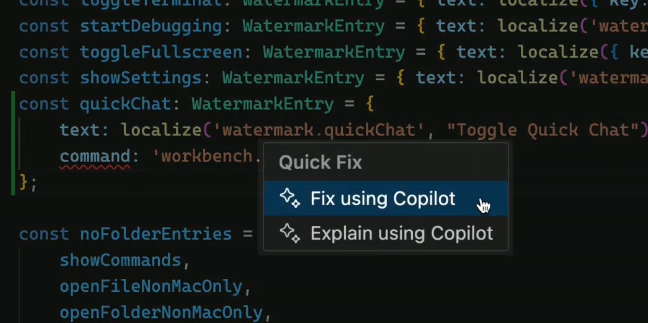 const toggleTerminal: WatermarkEntry = { text: localize({ key:
const startDebugging: WatermarkEntry = { text: localize('water
const toggleFullscreen: WatermarkEntry = { text: localize({ ke
const showSettings: WatermarkEntry = { text: localize('waterma
const quickChat: WatermarkEntry = {
text: localize('watermark.quickChat', "Toggle Quick Chat")
command: 'workbench.
Quick Fix
};
Fix using Copilot
const noFolderEntries =
Explain using Copilot
showCommands,
openFileNonMacOnly,
openFolderNonMacOnly,